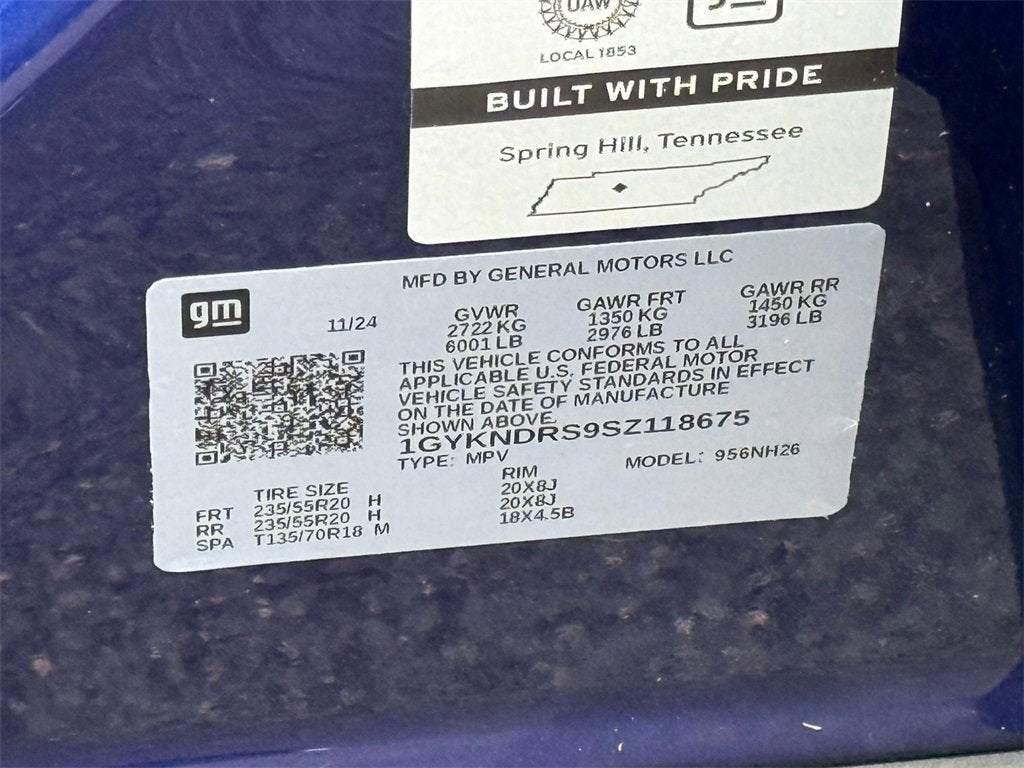 UAW
LOCAL 1853
gm
BUILT WITH PRIDE
Spring Hill, Tennessee
MFD BY GENERAL MOTORS LLC
gm
11/24
GVWR GAWR FRT GAWR RR
2722 KG 1350 KG 1450 KG
6001 LB 2976 LB 3196 LB
THIS VEHICLE CONFORMS TO ALL
APPLICABLE U.S. FEDERAL MOTOR
VEHICLE SAFETY STANDARDS IN EFFECT
ON THE DATE OF MANUFACTURE
SHOWN ABOVE.
1GYKNDRS9SZ118675
TYPE: MPV MODEL: 956NH26
TIRE SIZE RIM
FRT 235/55R20 H 20X8J
RR 235/55R20 H 20X8J
SPA T135/70R18 M 18X4.5B